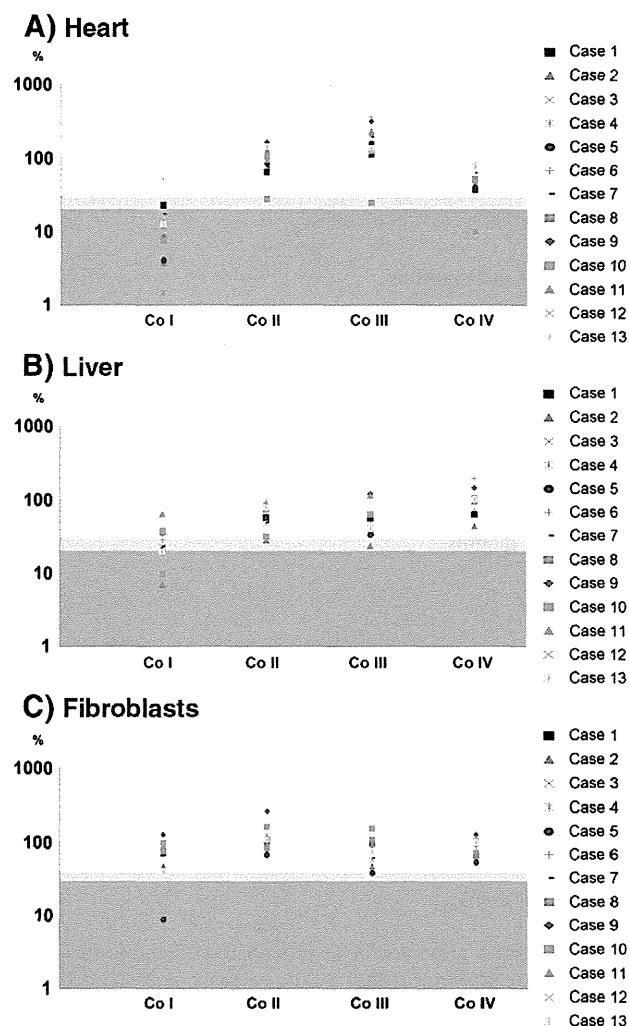 A) Heart
%
1000
100
10
1
Co I Co II Co III Co IV
Case 1
Case 2
Case 3
Case 4
Case 5
Case 6
Case 7
Case 8
Case 9
Case 10
Case 11
Case 12
Case 13
B) Liver
%
1000
100
10
1
Co I Co II Co III Co IV
Case 1
Case 2
Case 3
Case 4
Case 5
Case 6
Case 7
Case 8
Case 9
Case 10
Case 11
Case 12
Case 13
C) Fibroblasts
%
1000
100
10
1
Co I Co II Co III Co IV
Case 1
Case 2
Case 3
Case 4
Case 5
Case 6
Case 7
Case 8
Case 9
Case 10
Case 11
Case 12
Case 13